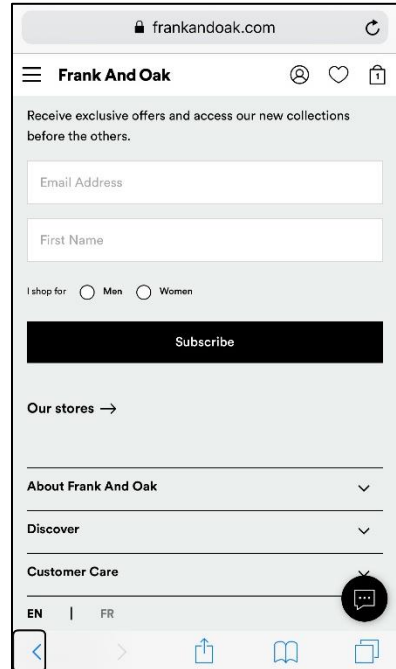 frankandoak.com
Frank And Oak
1
Receive exclusive offers and access our new collections
before the others.
Email Address
First Name
I shop for Men Women
Subscribe
Our stores →
About Frank And Oak
Discover
Customer Care
EN | FR